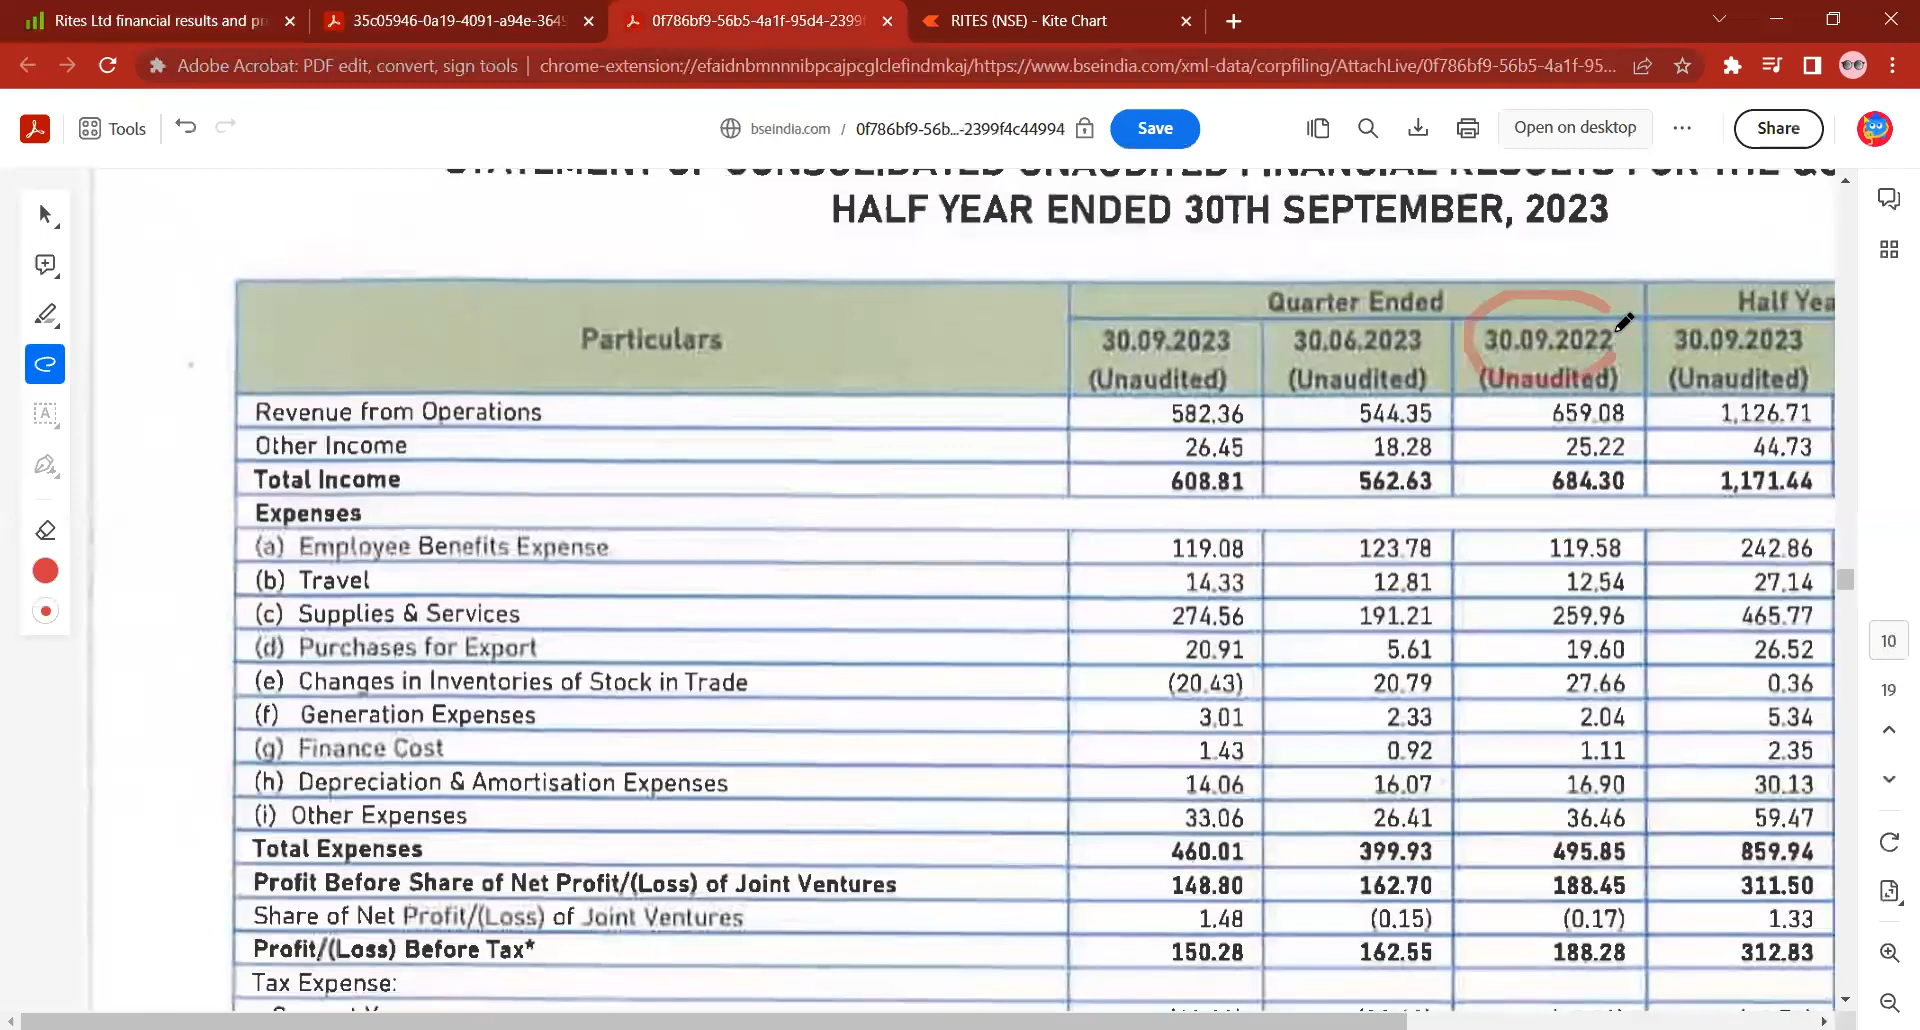 Rites Ltd financial results and pr
35c05946-0a19-4091-a94e-364
0f786bf9-56b5-4a1f-95d4-2399f
RITES (NSE) - Kite Chart
Adobe Acrobat: PDF edit, convert, sign tools | chrome-extension://efaidnbmnnnibpcajpcglclefindmkaj/https://www.bseindia.com/xml-data/corpfiling/AttachLive/0f786bf9-56b5-4a1f-95...
Tools
bseindia.com / 0f786bf9-56b...-2399f4c44994
Save
Open on desktop
Share
STATEMENT OF CONSOLIDATED UNAUDITED FINANCIAL RESULTS FOR THE QU
HALF YEAR ENDED 30TH SEPTEMBER, 2023
Particulars Quarter Ended Half Yea
30.09.2023 30.06.2023 30.09.2022 30.09.2023
(Unaudited) (Unaudited) (Unaudited) (Unaudited)
Revenue from Operations 582.36 544.35 659.08 1,126.71
Other Income 26.45 18.28 25.22 44.73
Total Income 608.81 562.63 684.30 1,171.44
Expenses
(a) Employee Benefits Expense 119.08 123.78 119.58 242.86
(b) Travel 14.33 12.81 12.54 27.14
(c) Supplies & Services 274.56 191.21 259.96 465.77
(d) Purchases for Export 20.91 5.61 19.60 26.52
(e) Changes in Inventories of Stock in Trade (20.43) 20.79 27.66 0.36
(f) Generation Expenses 3.01 2.33 2.04 5.34
(g) Finance Cost 1.43 0.92 1.11 2.35
(h) Depreciation & Amortisation Expenses 14.06 16.07 16.90 30.13
(i) Other Expenses 33.06 26.41 36.46 59.47
Total Expenses 460.01 399.93 495.85 859.94
Profit Before Share of Net Profit/(Loss) of Joint Ventures 148.80 162.70 188.45 311.50
Share of Net Profit/(Loss) of Joint Ventures 1.48 (0.15) (0.17) 1.33
Profit/(Loss) Before Tax* 150.28 162.55 188.28 312.83
Tax Expense:
10
19